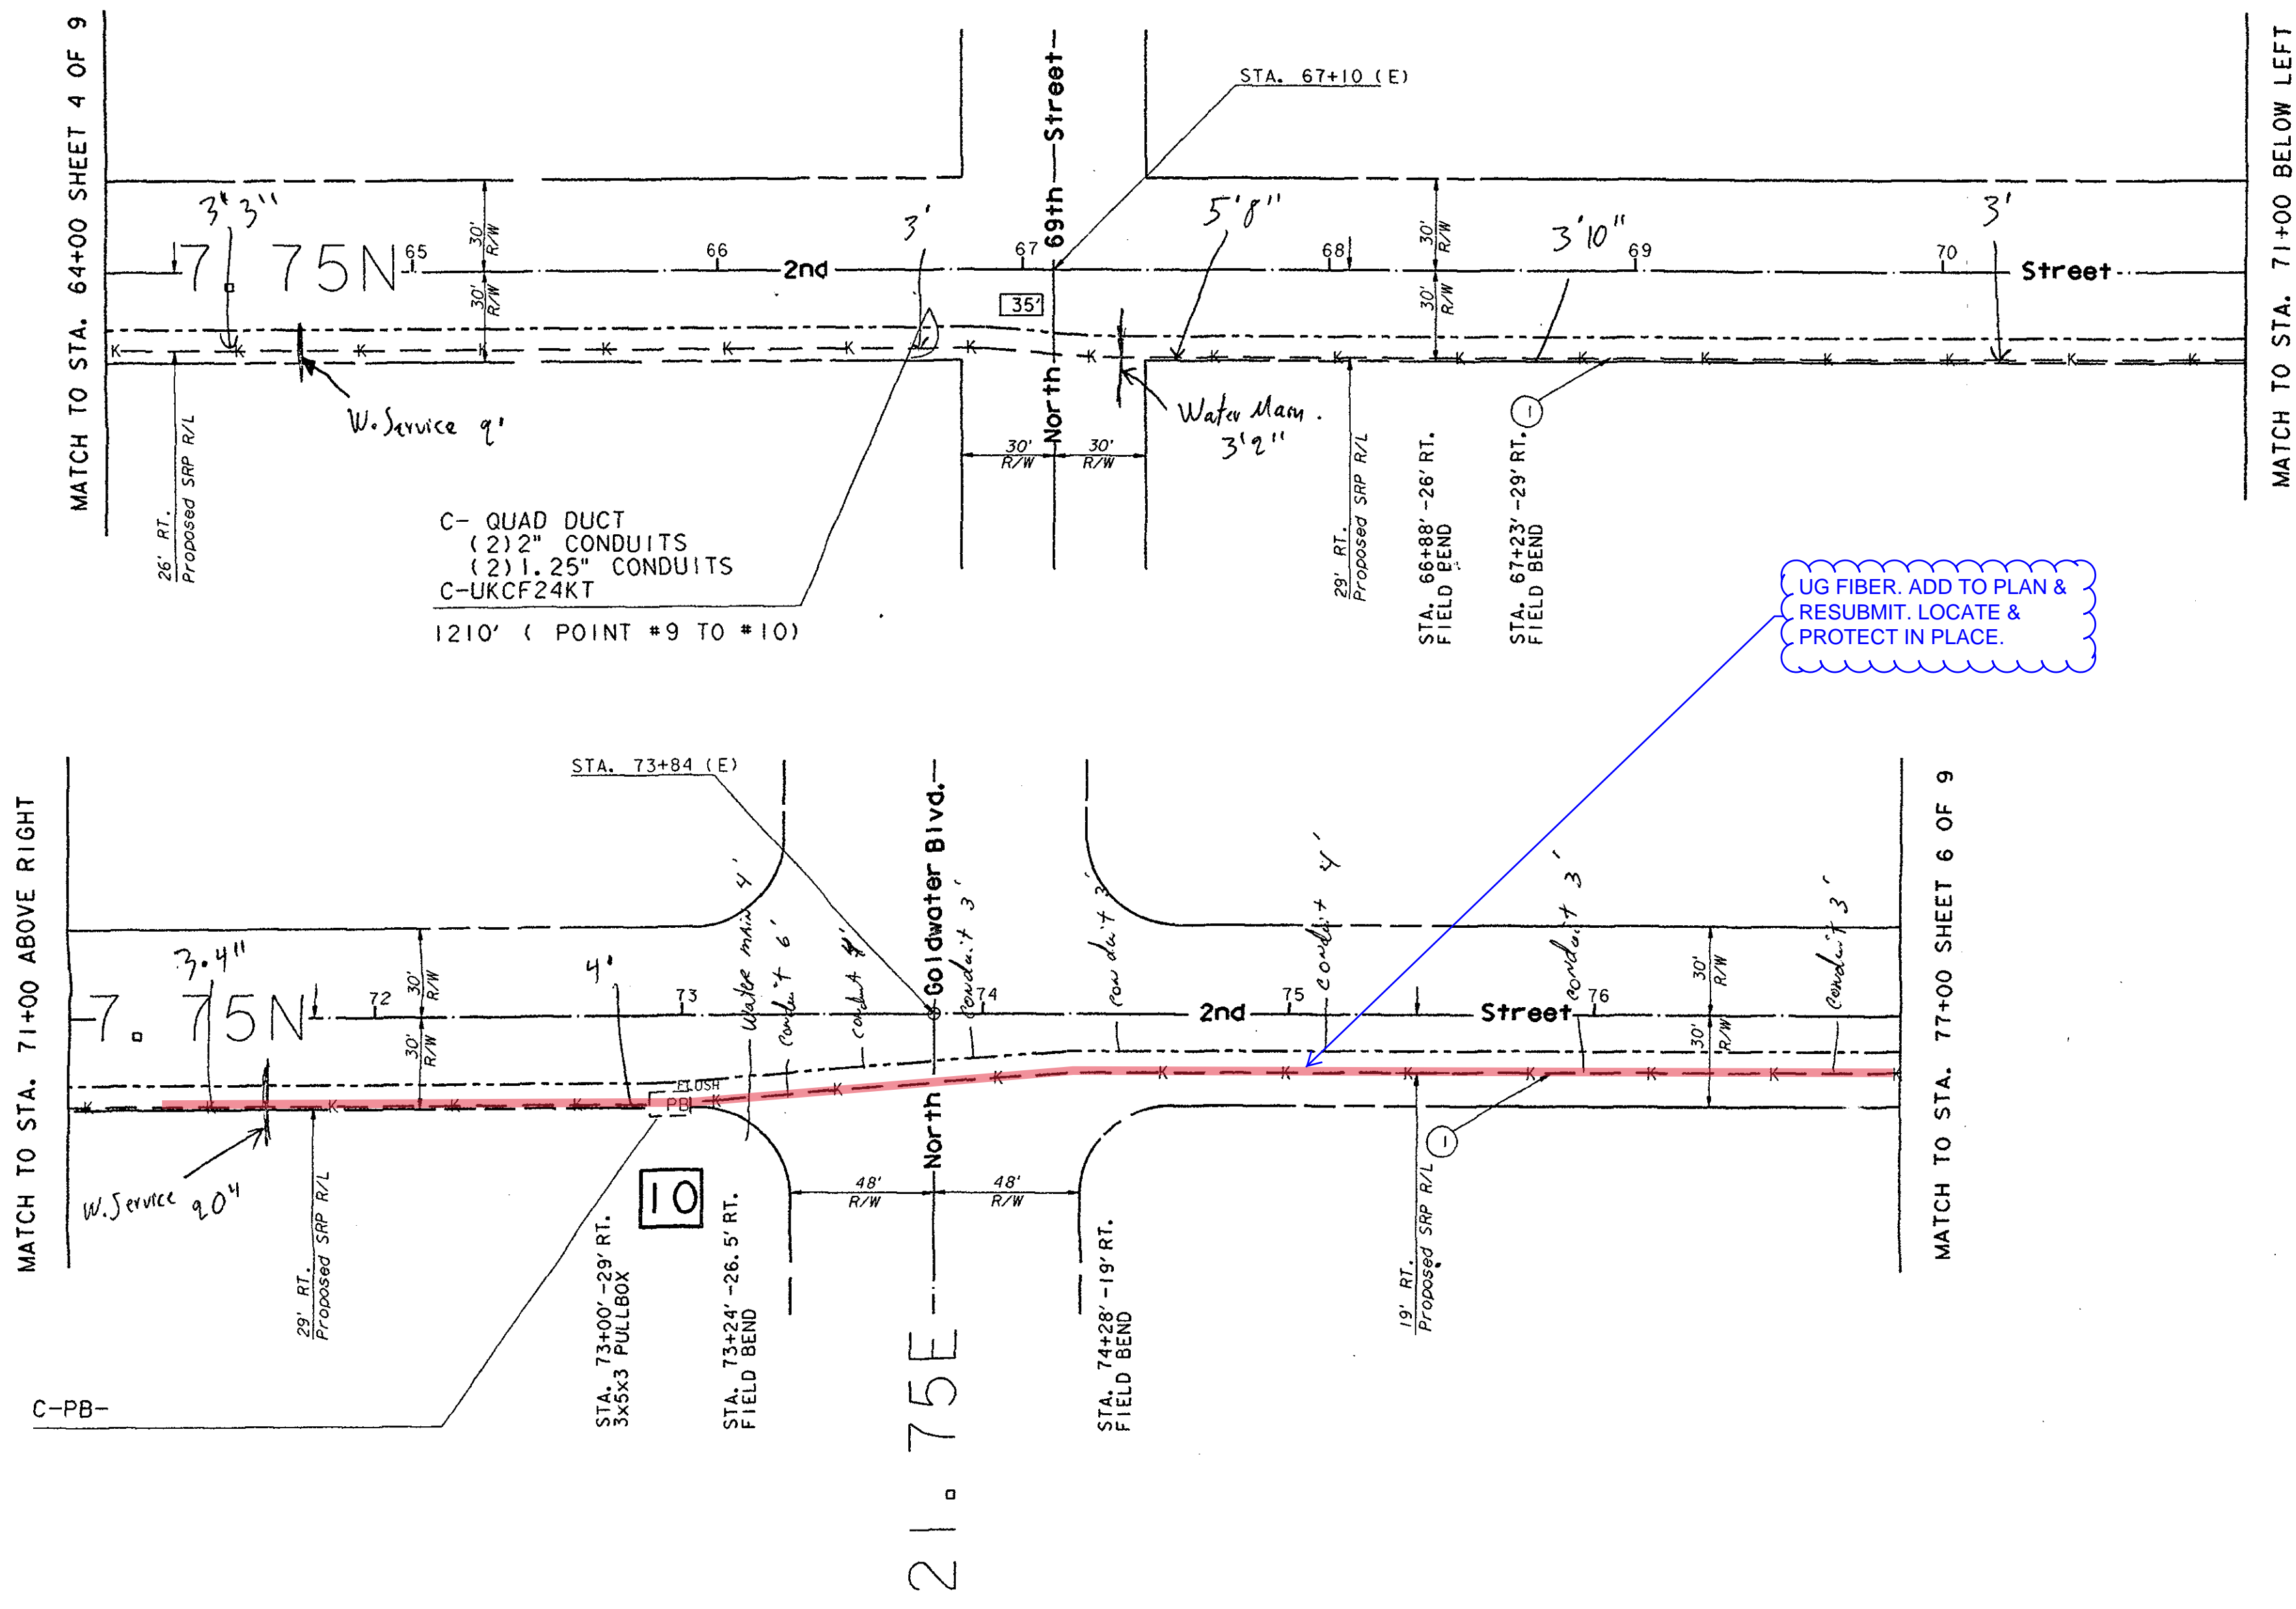 MATCH TO STA. 64+00 SHEET 4 OF 9
STA. 67+10 (E)
North 69th Street
MATCH TO STA. 71+00 BELOW LEFT
3' 3"
7. 75N
65
30'
R/W
30'
R/W
66
2nd
3'
67
35'
5'8"
68
30'
R/W
30'
R/W
3'10"
69
70
3'
Street
K K K K K K K K K K K K K K K K K K
W. Service 9'
Water Main.
3'2"
30'
R/W
30'
R/W
26' RT.
Proposed SRP R/L
C- QUAD DUCT
(2)2" CONDUITS
(2)1.25" CONDUITS
C-UKCF24KT
1210' ( POINT #9 TO #10)
29' RT.
Proposed SRP R/L
STA. 66+88'-26' RT.
FIELD BEND
STA. 67+23'-29' RT.
FIELD BEND
1
UG FIBER. ADD TO PLAN &
RESUBMIT. LOCATE &
PROTECT IN PLACE.
MATCH TO STA. 71+00 ABOVE RIGHT
STA. 73+84 (E)
North Goldwater Blvd.
MATCH TO STA. 77+00 SHEET 6 OF 9
3.4"
7. 75N
72
30'
R/W
30'
R/W
4'
73
Water main 4'
conduit 6'
conduit 4'
conduit 3'
74
conduit 3'
2nd
75
conduit 4'
Street
conduit 3'
76
30'
R/W
30'
R/W
conduit 3'
FLUSH
PB
K K K K K K K K K K K K K K K
W. Service 90"
29' RT.
Proposed SRP R/L
10
48'
R/W
48'
R/W
1
19' RT.
Proposed SRP R/L
STA. 73+00'-29' RT.
3x5x3 PULLBOX
STA. 73+24'-26.5' RT.
FIELD BEND
STA. 74+28'-19' RT.
FIELD BEND
C-PB-
21. 75E